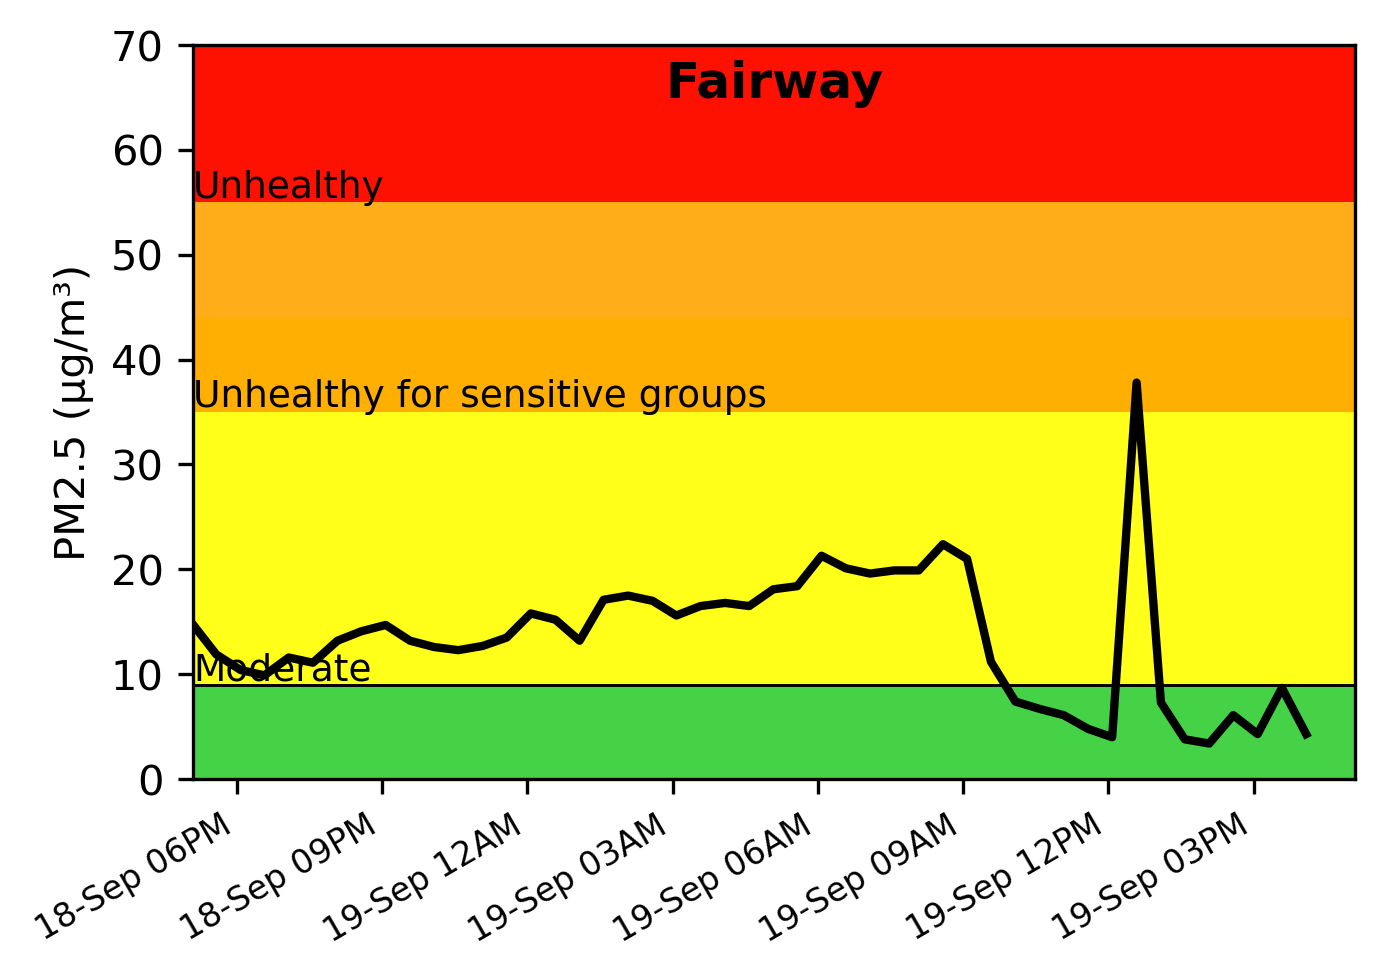 Fairway
PM2.5 (µg/m³)
70
60
50
40
30
20
10
0
Unhealthy
Unhealthy for sensitive groups
Moderate
18-Sep 06PM
18-Sep 09PM
19-Sep 12AM
19-Sep 03AM
19-Sep 06AM
19-Sep 09AM
19-Sep 12PM
19-Sep 03PM